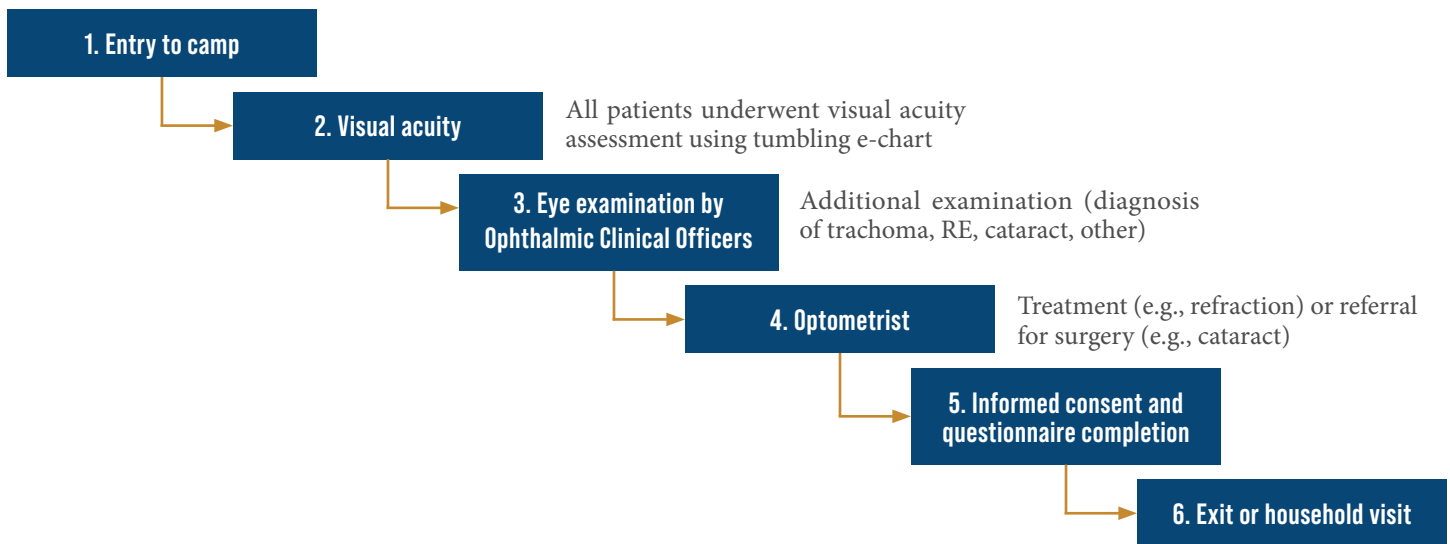 1. Entry to camp
2. Visual acuity
All patients underwent visual acuity
assessment using tumbling e-chart
3. Eye examination by
Ophthalmic Clinical Officers
Additional examination (diagnosis
of trachoma, RE, cataract, other)
4. Optometrist
Treatment (e.g., refraction) or referral
for surgery (e.g., cataract)
5. Informed consent and
questionnaire completion
6. Exit or household visit